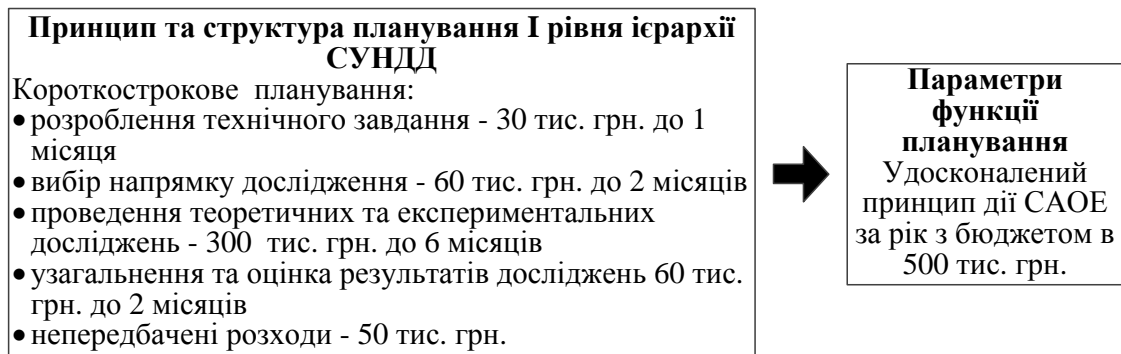 Принцип та структура планування І рівня ієрархії
СУНДД
Короткострокове планування:
• розроблення технічного завдання - 30 тис. грн. до 1
місяця
• вибір напрямку дослідження - 60 тис. грн. до 2 місяців
• проведення теоретичних та експериментальних
досліджень - 300 тис. грн. до 6 місяців
• узагальнення та оцінка результатів досліджень 60 тис.
грн. до 2 місяців
• непередбачені розходи - 50 тис. грн.
Параметри
функції
планування
Удосконалений
принцип дії САОЕ
за рік з бюджетом в
500 тис. грн.